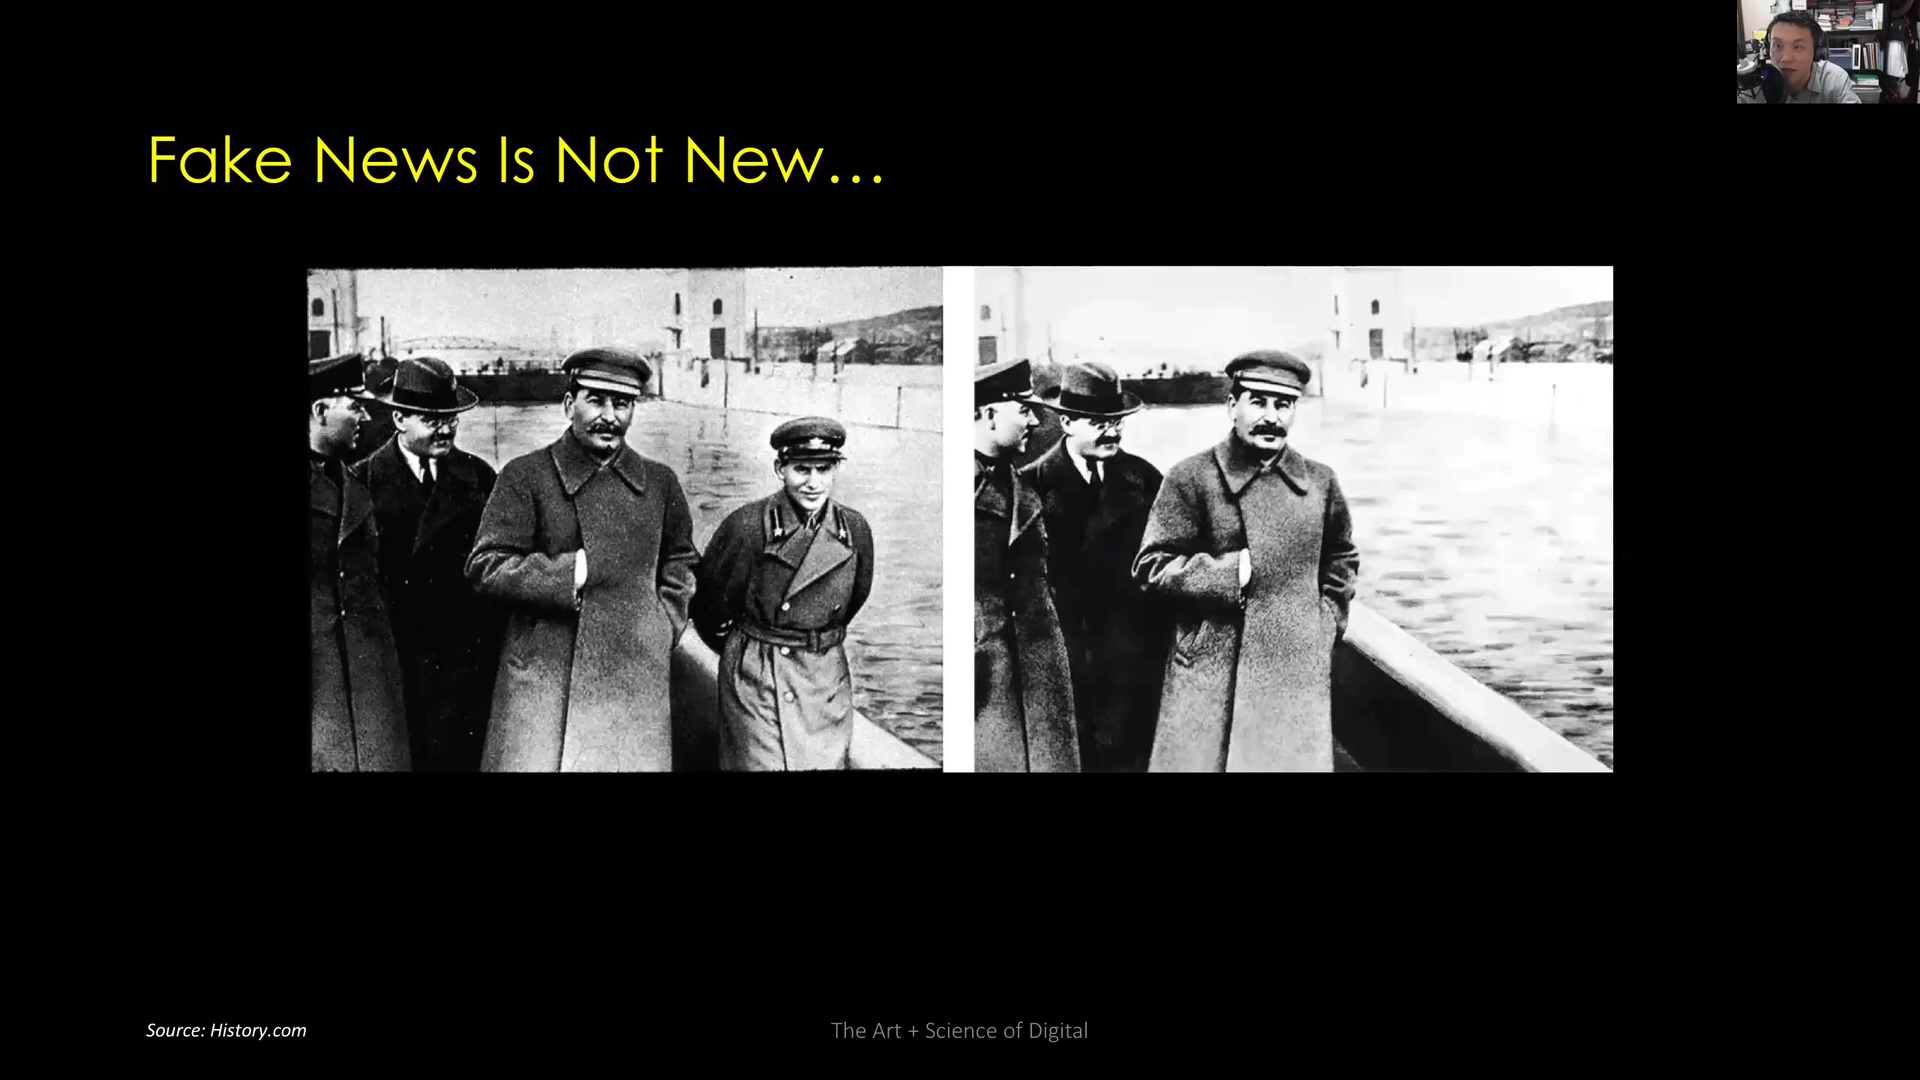 Fake News Is Not New...
Source: History.com
The Art + Science of Digital